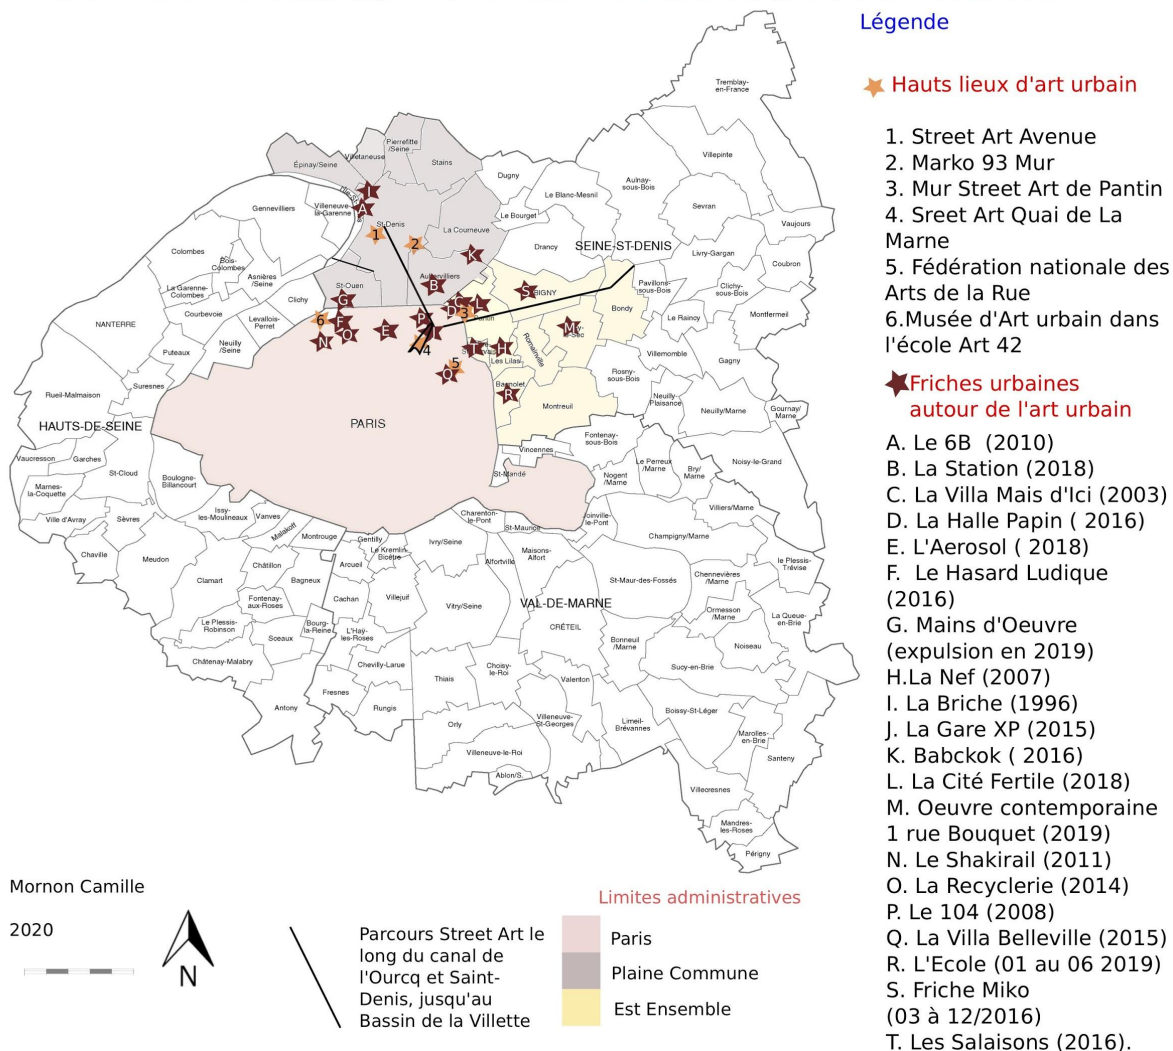 Légende
Hauts lieux d'art urbain
1. Street Art Avenue
2. Marko 93 Mur
3. Mur Street Art de Pantin
4. Sreet Art Quai de La
Marne
5. Fédération nationale des
Arts de la Rue
6.Musée d'Art urbain dans
l'école Art 42
Friches urbaines
autour de l'art urbain
A. Le 6B (2010)
B. La Station (2018)
C. La Villa Mais d'Ici (2003)
D. La Halle Papin ( 2016)
E. L'Aerosol ( 2018)
F. Le Hasard Ludique
(2016)
G. Mains d'Oeuvre
(expulsion en 2019)
H.La Nef (2007)
I. La Briche (1996)
J. La Gare XP (2015)
K. Babckok ( 2016)
L. La Cité Fertile (2018)
M. Oeuvre contemporaine
1 rue Bouquet (2019)
N. Le Shakirail (2011)
O. La Recyclerie (2014)
P. Le 104 (2008)
Q. La Villa Belleville (2015)
R. L'Ecole (01 au 06 2019)
S. Friche Miko
(03 à 12/2016)
T. Les Salaisons (2016).
Tremblay-
en-France
Pierrefitte
/Seine
Villetaneuse
Épinay/Seine
Stains
Villepinte
Dugny
Aulnay-
sous-Bois
Le Blanc-Mesnil
I
A
Villeneuve-
la-Garenne
Gennevilliers
Sevran
Le Bourget
Vaujours
St-Denis
1
2
La Courneuve
Drancy
SEINE-ST-DENIS
Colombes
Livry-Gargan
K
Coubron
Bois-
Colombes
Asnières
/Seine
Aubervilliers
B
Pavillons-
sous-Bois
Clichy-
sous-Bois
La Garenne-
Colombes
St-Ouen
S
BIGNY
Clichy
G
C
L
D
3
Pantin
Bondy
Courbevoie
Levallois-
Perret
6
F
P
Le Raincy
Montfermeil
NANTERRE
E
O
M
N
Neuilly
/Seine
4
T
H
Romainville
Puteaux
Les Lilas
Villemomble
Gagny
5
Q
Rosny-
sous-Bois
Suresnes
Bagnolet
R
Rueil-Malmaison
Neuilly-
Plaisance
Montreuil
Neuilly/Marne
Gournay/
Marne
PARIS
HAUTS-DE-SEINE
Fontenay-
sous-Bois
Vincennes
Vaucresson
Garches
St-Cloud
Le Perreux
/Marne
Bry/
Marne
Noisy-le-Grand
St-Mandé
Nogent
/Marne
Marnes-
la-Coquette
Boulogne-
Billancourt
Ville d'Avray
Sèvres
Issy-
les-Moulineaux
Vanves
Malakoff
Charenton-
le-Pont
St-Maurice
Joinville-
le-Pont
Villiers/Marne
Montrouge
Gentilly
Le Kremlin-
Bicêtre
Ivry/Seine
Champigny/Marne
Chaville
Meudon
Maisons-
Alfort
Alfortville
Châtillon
Arcueil
le Plessis-
Trévise
Clamart
Bagneux
St-Maur-des-Fossés
Chennevières
/Marne
Fontenay-
aux-Roses
Cachan
Villejuif
Vitry/Seine
VAL-DE-MARNE
Ormesson
/Marne
La Queue-
en-Brie
Le Plessis-
Robinson
Bourg-
la-Reine
L'Hay-
les-Roses
CRÉTEIL
Sceaux
Bonneuil
/Marne
Noiseau
Châtenay-Malabry
Chevilly-Larue
Choisy-
le-Roi
Sucy-en-Brie
Thiais
Valenton
Fresnes
Rungis
Antony
Boissy-St-Léger
Villeneuve-
St-Georges
Limeil-
Brévannes
Orly
Marolles-
en-Brie
Santeny
Villeneuve-le-Roi
Ablon/S.
Villecresnes
Mandres-
les-Roses
Périgny
Mornon Camille
2020
N
Parcours Street Art le
long du canal de
l'Ourcq et Saint-
Denis, jusqu'au
Bassin de la Villette
Limites administratives
Paris
Plaine Commune
Est Ensemble